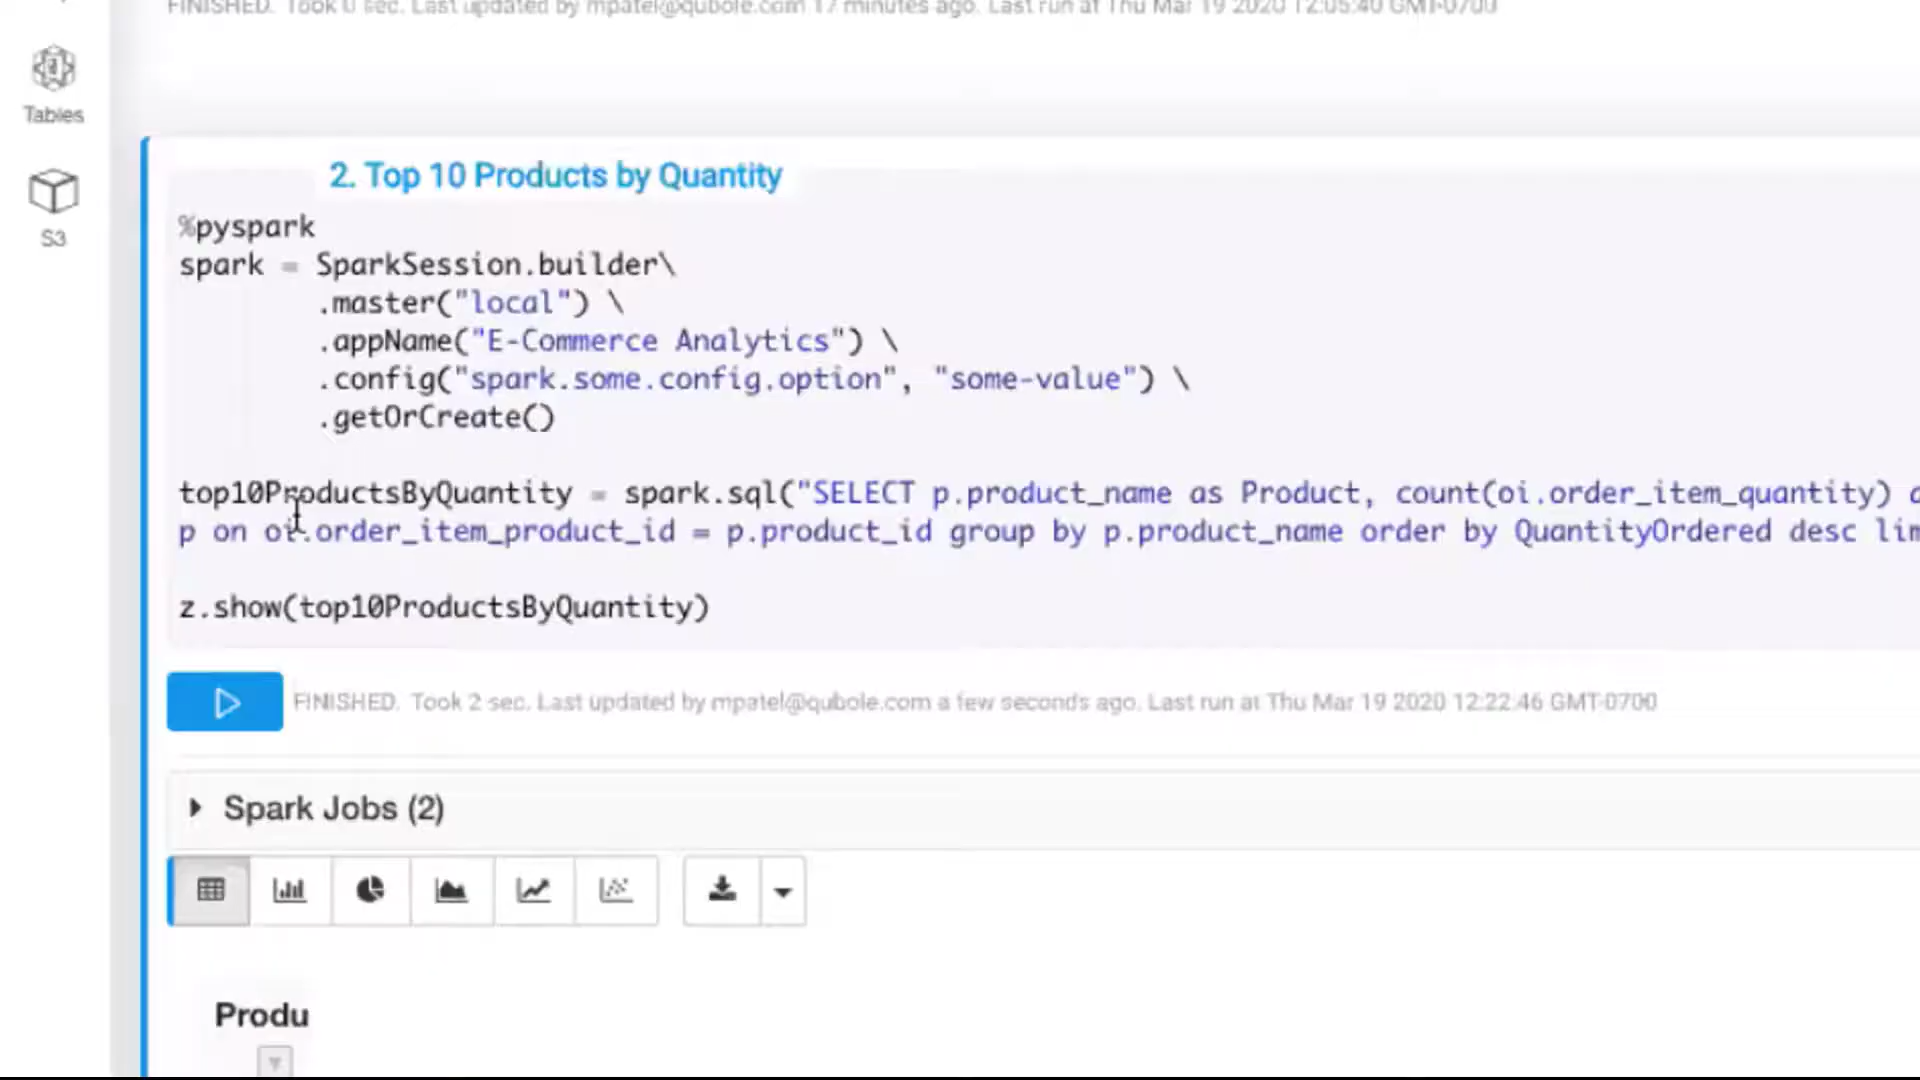 FINISHED. Took 0 sec. Last updated by mpatel@qubole.com 17 minutes ago. Last run at Thu Mar 19 2020 12:05:40 GMT-0700
Tables
S3
2. Top 10 Products by Quantity
%pyspark
spark = SparkSession.builder\
.master("local") \
.appName("E-Commerce Analytics") \
.config("spark.some.config.option", "some-value") \
.getOrCreate()
top10ProductsByQuantity = spark.sql("SELECT p.product_name as Product, count(oi.order_item_quantity)
p on oi.order_item_product_id = p.product_id group by p.product_name order by QuantityOrdered desc lim
z.show(top10ProductsByQuantity)
FINISHED. Took 2 sec. Last updated by mpatel@qubole.com a few seconds ago. Last run at Thu Mar 19 2020 12:22:46 GMT-0700
Spark Jobs (2)
Produ